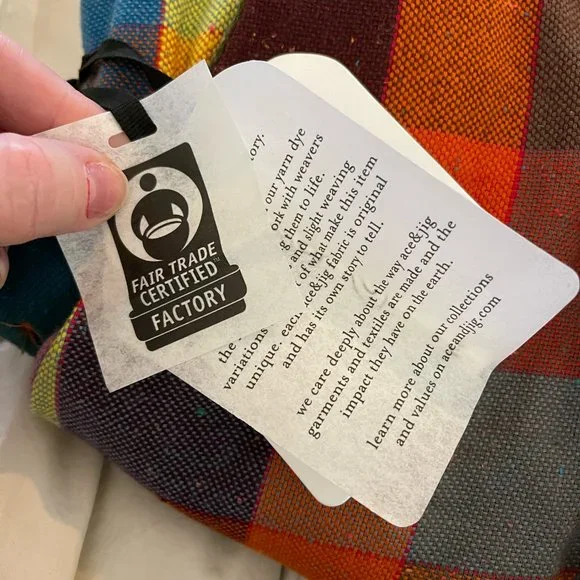 FAIR TRADE
CERTIFIED™
FACTORY
ory.
our yarn dye
ork with weavers
g them to life.
and slight weaving
of what make this item
the
variations
unique. each ace&jig fabric is original
and has its own story to tell.
we care deeply about the way ace&jig
garments and textiles are made and the
impact they have on the earth.
learn more about our collections
and values on aceandjig.com